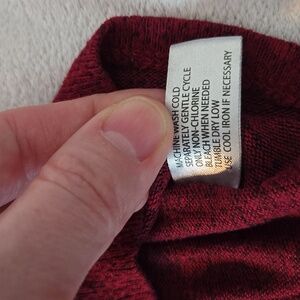 MACHINE WASH COLD
SEPARATELY GENTLE CYCLE
ONLY NON-CHLORINE
BLEACH WHEN NEEDED
TUMBLE DRY LOW
USE COOL IRON IF NECESSARY